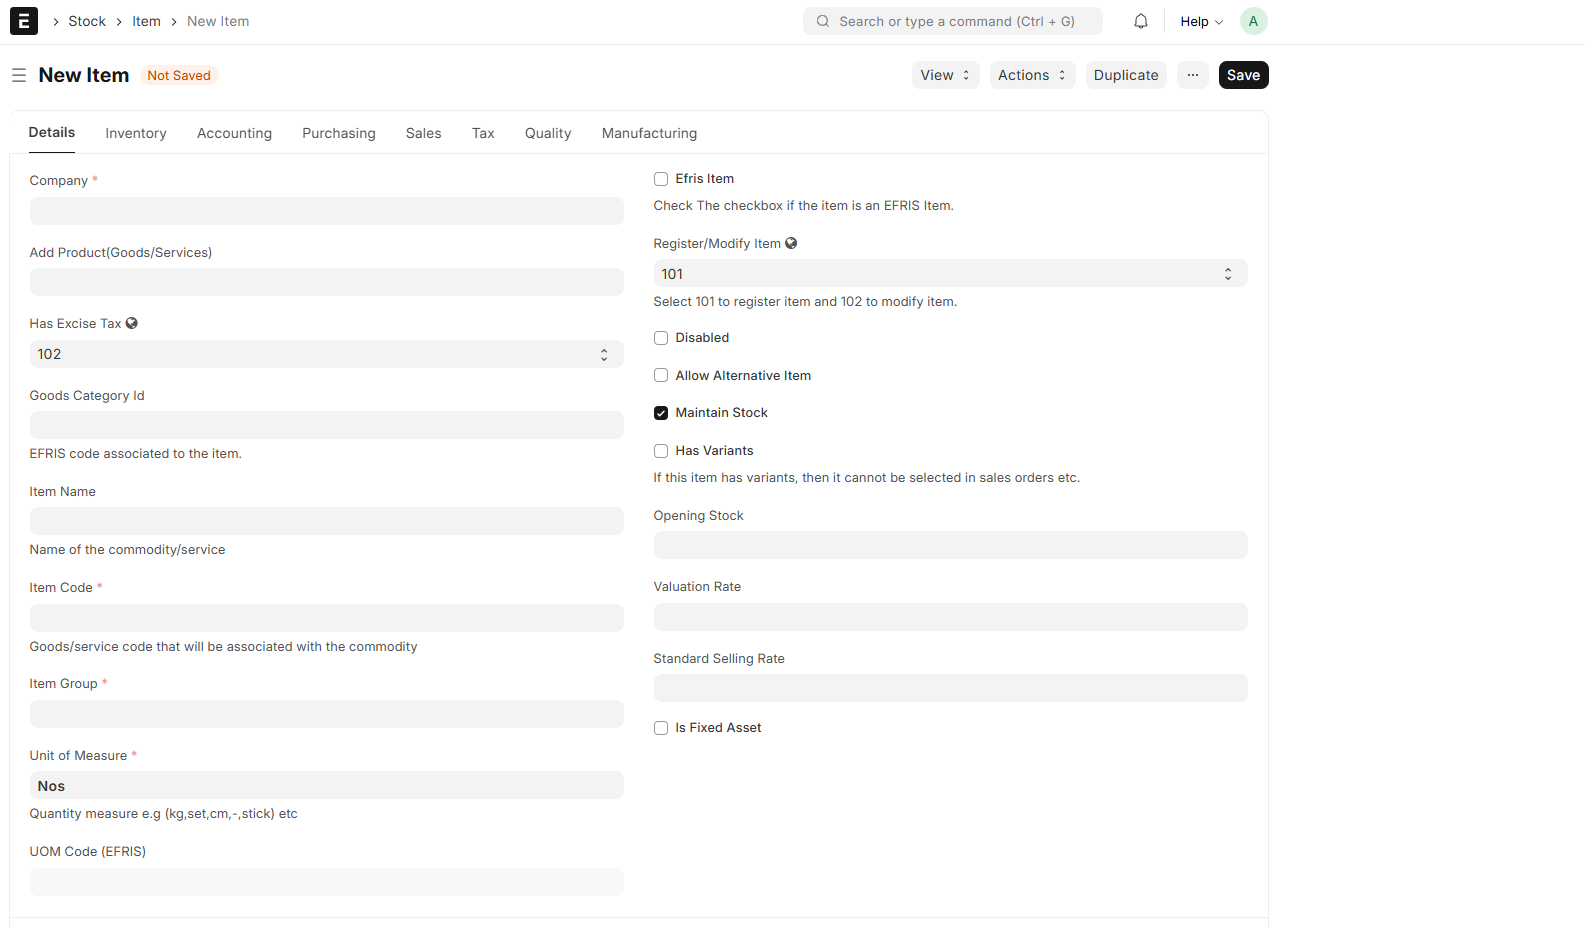 E
Stock
Item
New Item
Search or type a command (Ctrl + G)
Help
A
New Item
Not Saved
View
Actions
Duplicate
···
Save
Details
Inventory
Accounting
Purchasing
Sales
Tax
Quality
Manufacturing
Company *
Add Product(Goods/Services)
Has Excise Tax
102
Goods Category Id
EFRIS code associated to the item.
Item Name
Name of the commodity/service
Item Code *
Goods/service code that will be associated with the commodity
Item Group *
Unit of Measure *
Nos
Quantity measure e.g (kg,set,cm,-,stick) etc
UOM Code (EFRIS)
Efris Item
Check The checkbox if the item is an EFRIS Item.
Register/Modify Item
101
Select 101 to register item and 102 to modify item.
Disabled
Allow Alternative Item
Maintain Stock
Has Variants
If this item has variants, then it cannot be selected in sales orders etc.
Opening Stock
Valuation Rate
Standard Selling Rate
Is Fixed Asset